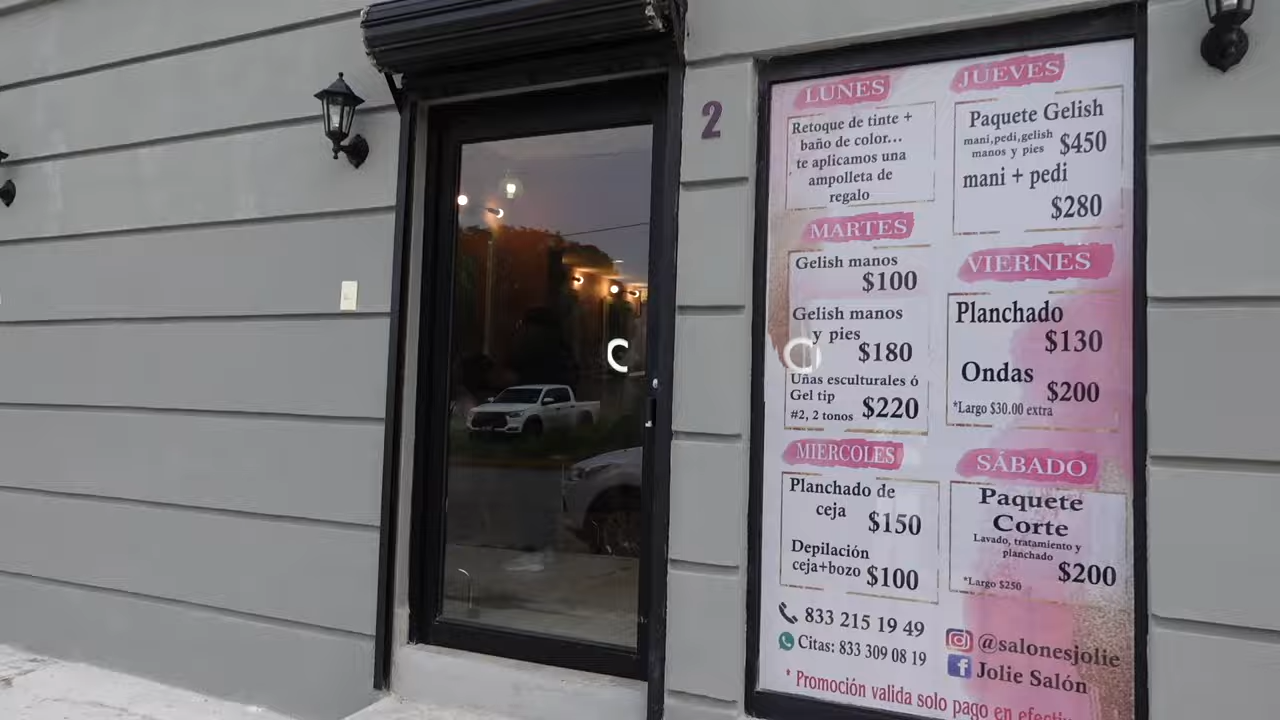 2
LUNES
Retoque de tinte +
baño de color...
te aplicamos una
ampolleta de
regalo
MARTES
Gelish manos
$100
Gelish manos
y pies
$180
Uñas esculturales ó
Gel tip
#2, 2 tonos $220
MIERCOLES
Planchado de
ceja
$150
Depilación
ceja+bozo $100
833 215 19 49
Citas: 833 309 08 19
JUEVES
Paquete Gelish
mani,pedi,gelish
manos y pies $450
mani + pedi
$280
VIERNES
Planchado
$130
Ondas
$200
*Largo $30.00 extra
SÁBADO
Paquete
Corte
Lavado, tratamiento y
planchado
$200
*Largo $250
@salonesjolie
Jolie Salón
* Promoción valida solo pago en